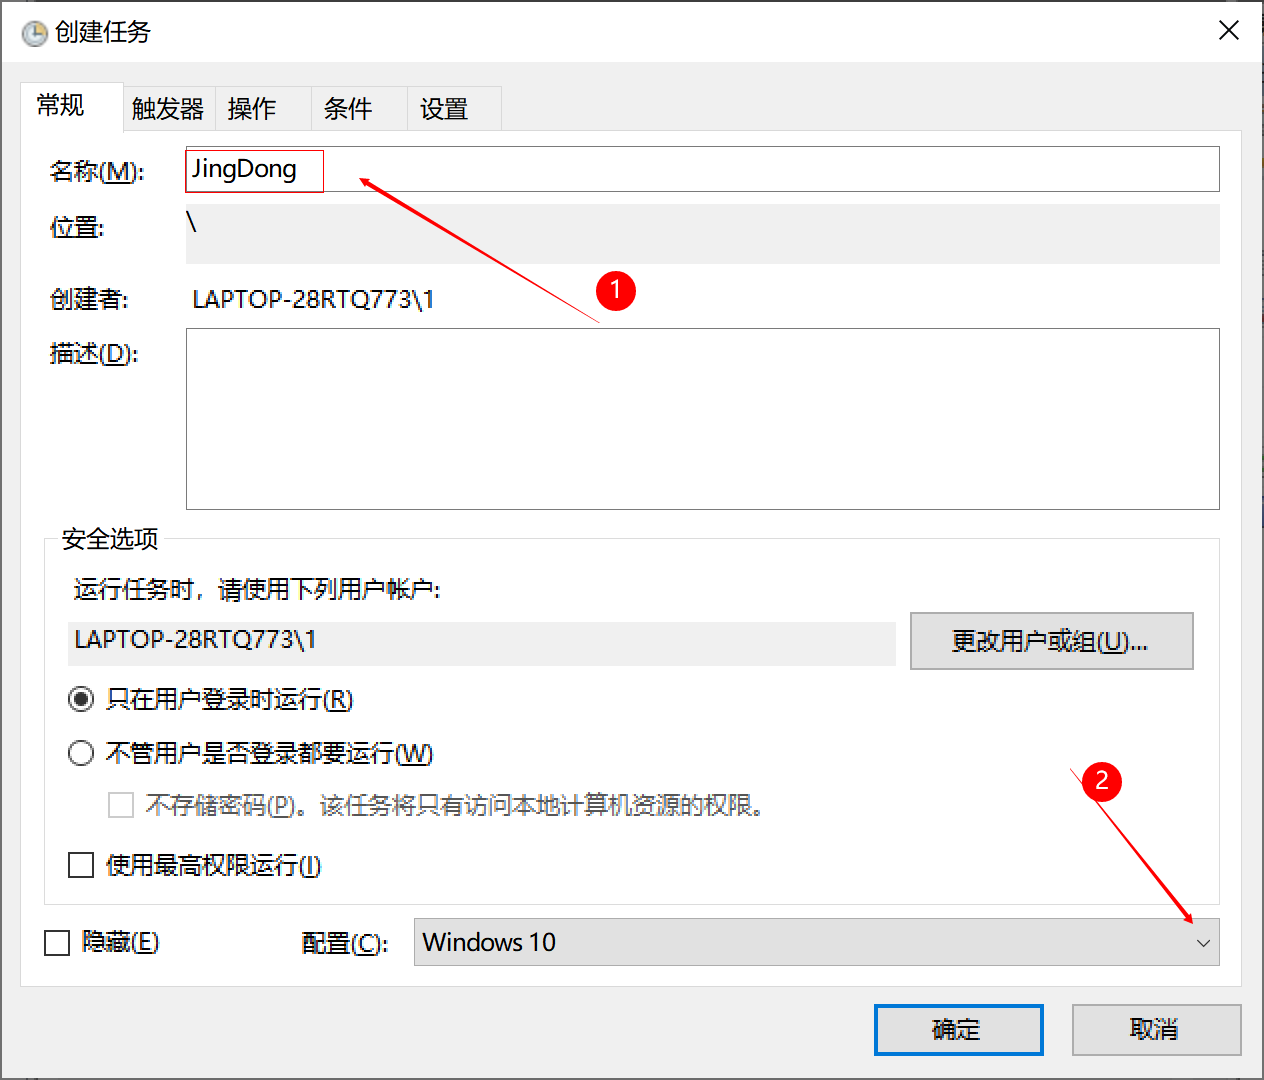 创建任务
常规 触发器 操作 条件 设置
名称(M): JingDong
位置: \
1
创建者: LAPTOP-28RTQ773\1
描述(D):
安全选项
运行任务时，请使用下列用户帐户:
LAPTOP-28RTQ773\1 更改用户或组(U)...
只在用户登录时运行(R)
不管用户是否登录都要运行(W)
2
不存储密码(P)。该任务将只有访问本地计算机资源的权限。
使用最高权限运行(I)
隐藏(E) 配置(C): Windows 10
确定 取消